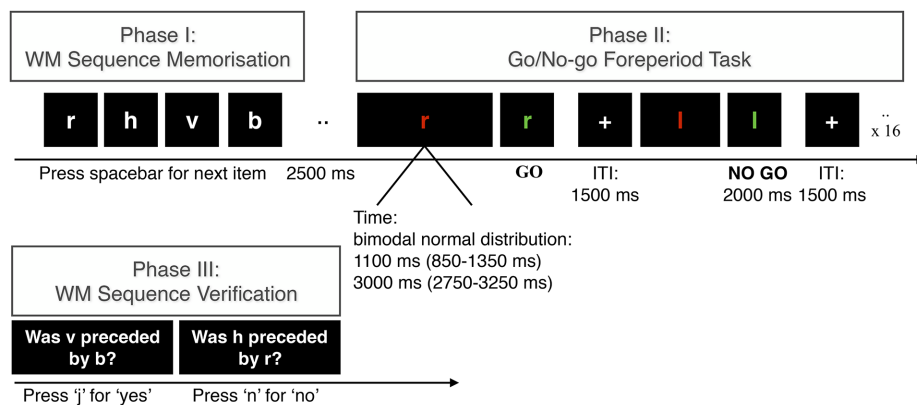 Phase I:
WM Sequence Memorisation
Phase II:
Go/No-go Foreperiod Task
r h v b .. r r + l l + ..
x 16
Press spacebar for next item 2500 ms GO ITI: NO GO ITI:
1500 ms 2000 ms 1500 ms
Time:
bimodal normal distribution:
1100 ms (850-1350 ms)
3000 ms (2750-3250 ms)
Phase III:
WM Sequence Verification
Was v preceded
by b?
Was h preceded
by r?
Press ‘j’ for ‘yes’ Press ‘n’ for ‘no’